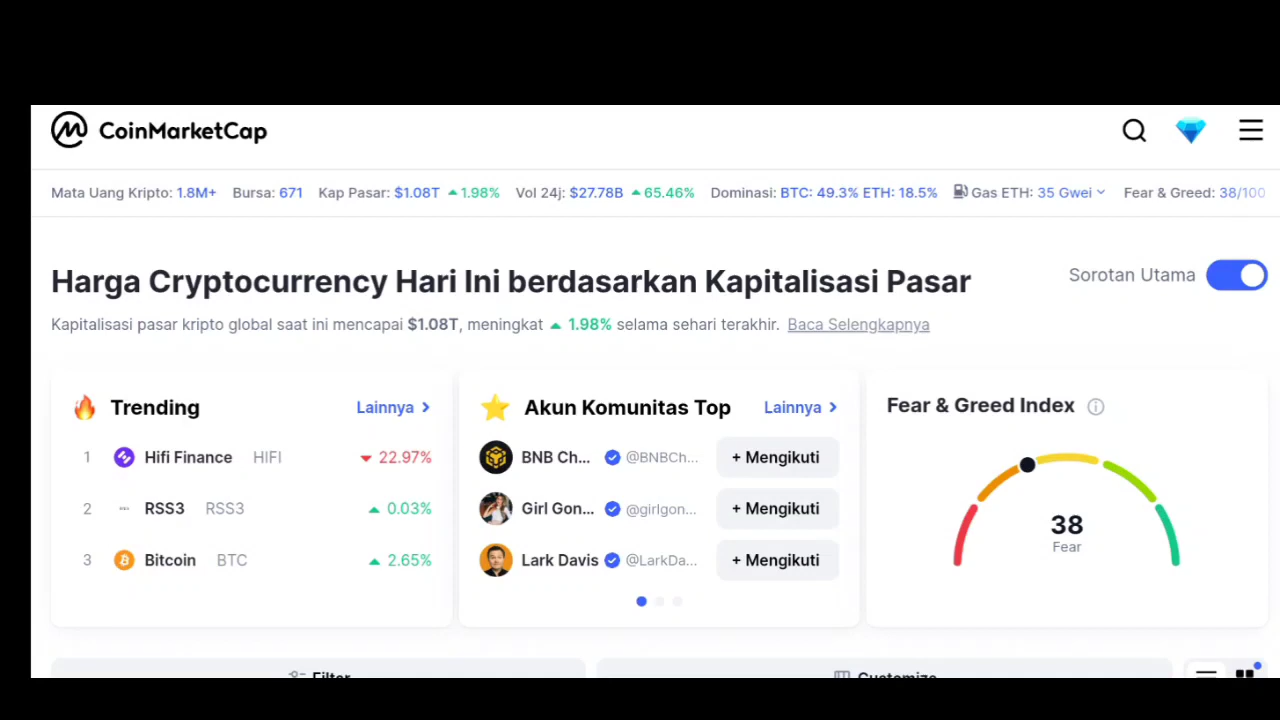 CoinMarketCap
Mata Uang Kripto: 1.8M+ Bursa: 671 Kap Pasar: $1.08T 1.98% Vol 24j: $27.78B 65.46% Dominasi: BTC: 49.3% ETH: 18.5% Gas ETH: 35 Gwei Fear & Greed: 38/100
Harga Cryptocurrency Hari Ini berdasarkan Kapitalisasi Pasar
Sorotan Utama
Kapitalisasi pasar kripto global saat ini mencapai $1.08T, meningkat 1.98% selama sehari terakhir. Baca Selengkapnya
Trending Lainnya
1 Hifi Finance HIFI 22.97%
2 RSS3 RSS3 0.03%
3 Bitcoin BTC 2.65%
Akun Komunitas Top Lainnya
BNB Ch... @BNBCh... + Mengikuti
Girl Gon... @girlgon... + Mengikuti
Lark Davis @LarkDa... + Mengikuti
Fear & Greed Index
38
Fear
Filter
Customize